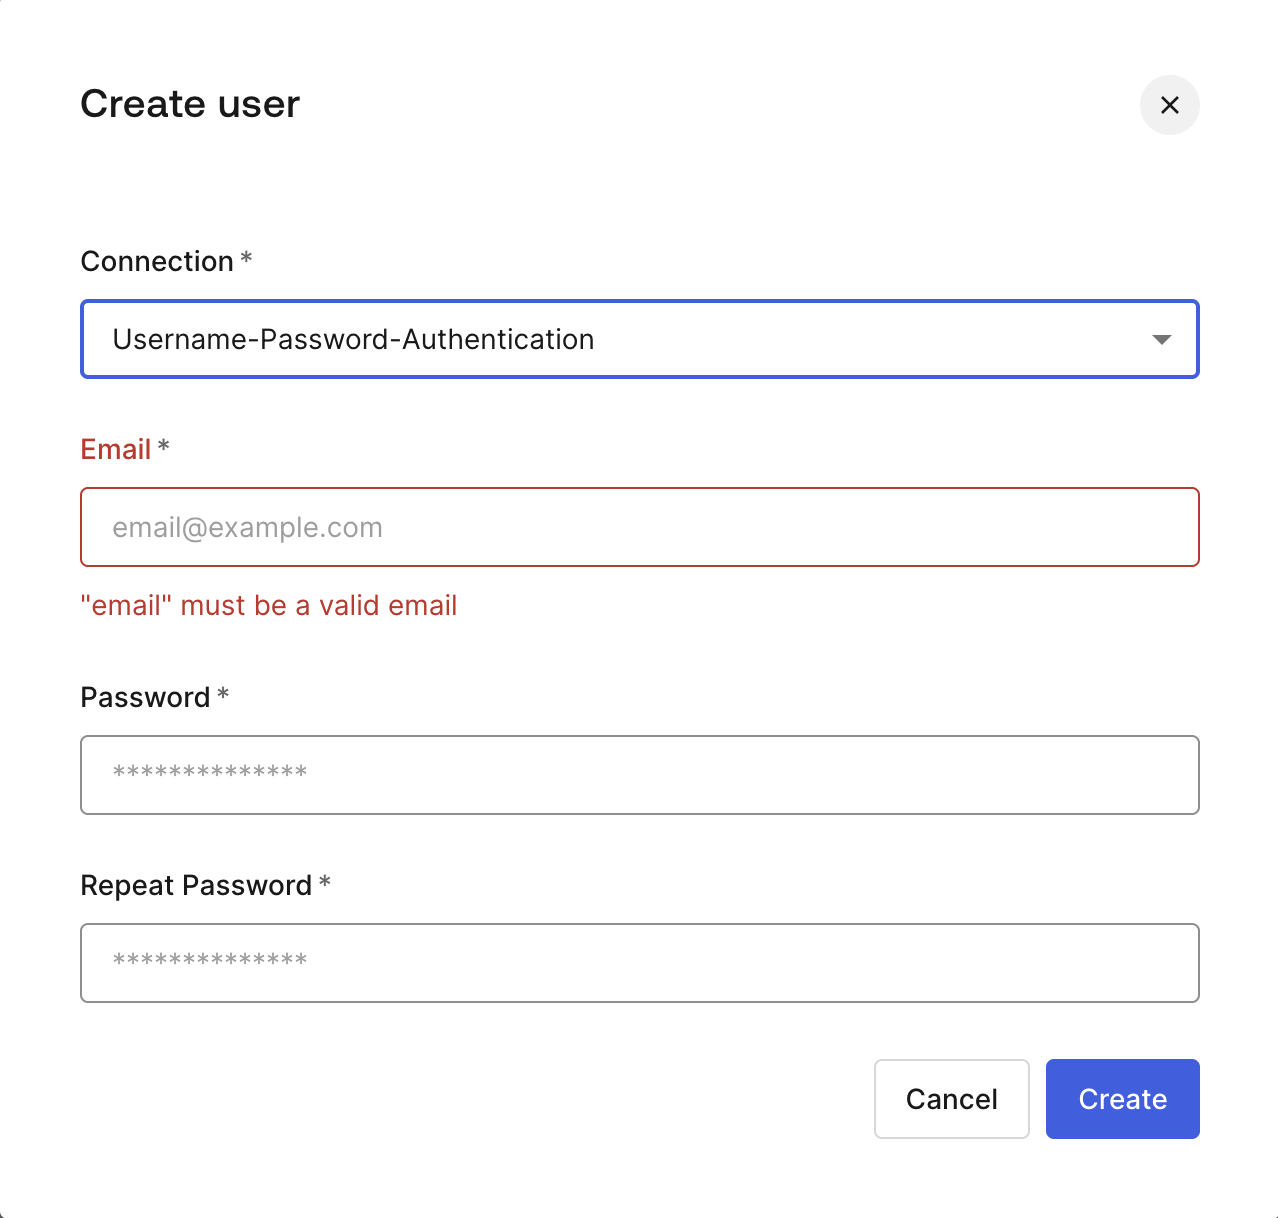 Create user
Connection *
Username-Password-Authentication
Email *
email@example.com
"email" must be a valid email
Password *
**************
Repeat Password *
**************
Cancel
Create